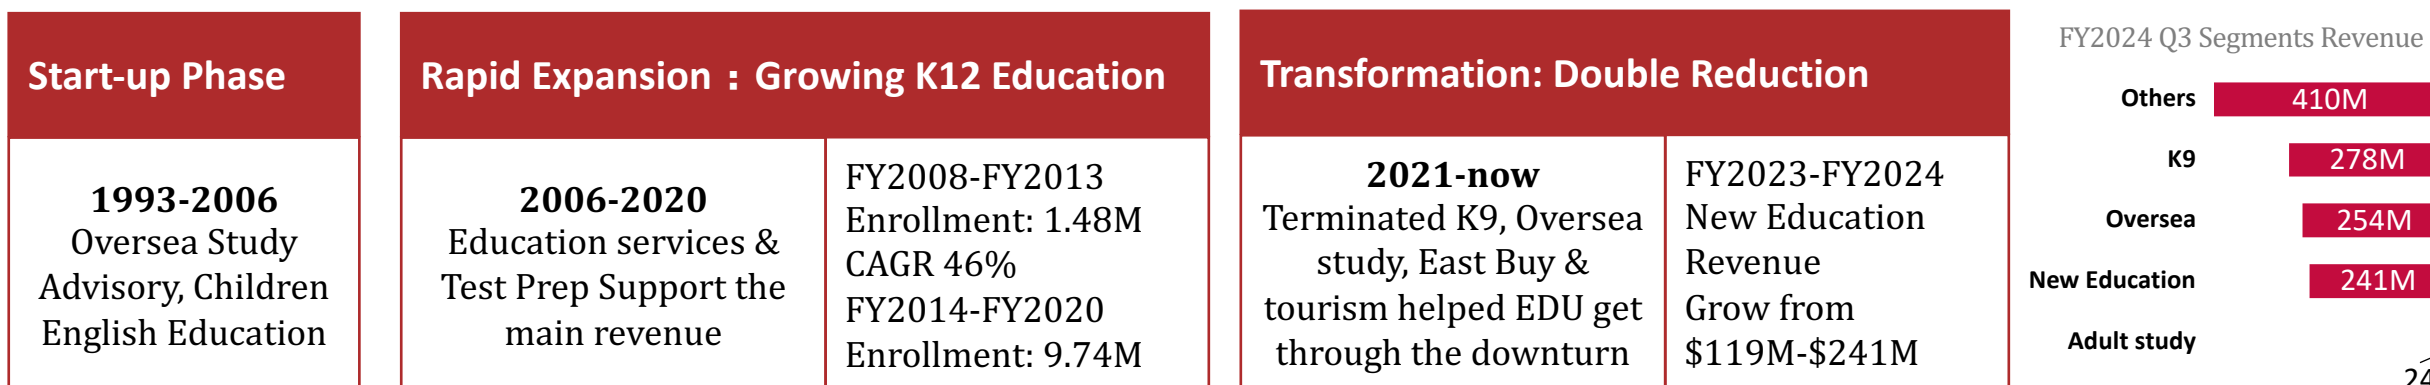 Start-up Phase
1993-2006
Oversea Study
Advisory, Children
English Education
Rapid Expansion：Growing K12 Education
2006-2020
Education services &
Test Prep Support the
main revenue
FY2008-FY2013
Enrollment: 1.48M
CAGR 46%
FY2014-FY2020
Enrollment: 9.74M
Transformation: Double Reduction
2021-now
Terminated K9, Oversea
study, East Buy &
tourism helped EDU get
through the downturn
FY2023-FY2024
New Education
Revenue
Grow from
$119M-$241M
FY2024 Q3 Segments Revenue
Others 410M
K9 278M
Oversea 254M
New Education 241M
Adult study